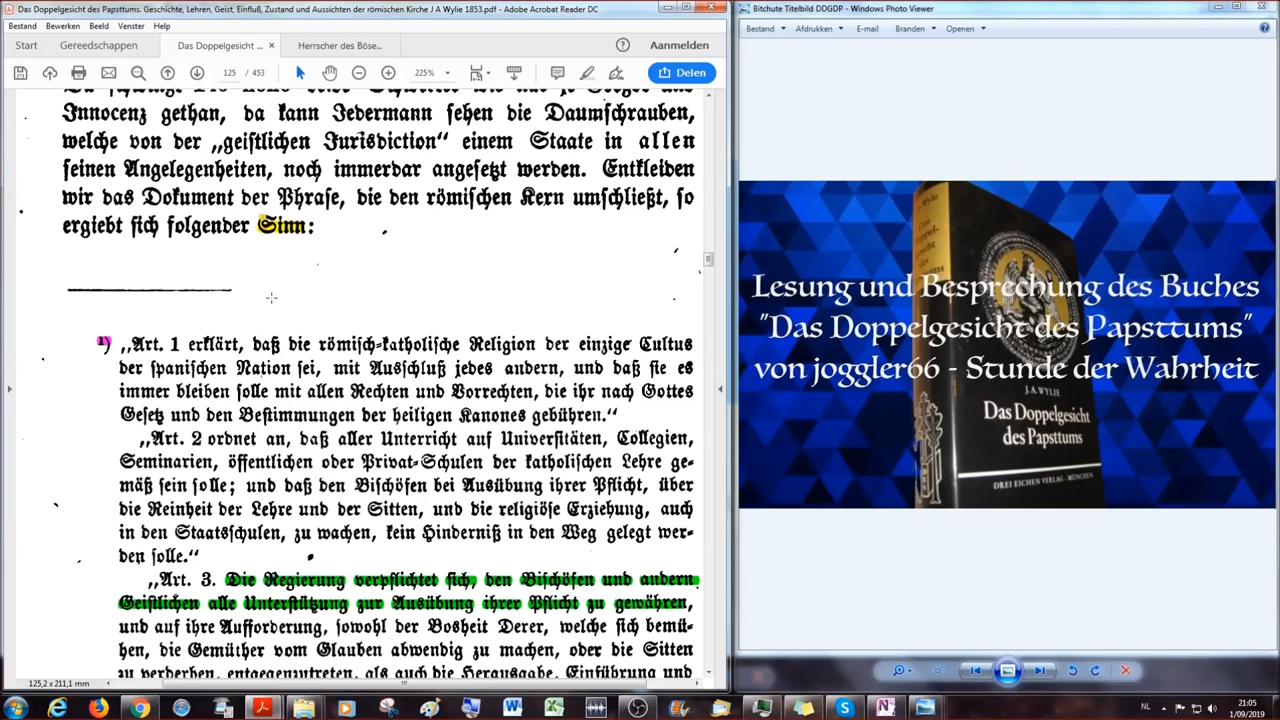 Das Doppelgesicht des Papsttums. Geschichte, Lehren, Geist, Einfluß, Zustand und Aussichten der römischen Kirche J A Wylie 1853.pdf - Adobe Acrobat Reader DC
Bestand Bewerken Beeld Venster Help
Start Gereedschappen Das Doppelgesicht ... × Herrscher des Böse... Aanmelden
125 / 453 225% Delen
Innocenz gethan, da kann Jedermann sehen die Daumschrauben,
welche von der „geistlichen Jurisdiction“ einem Staate in allen
seinen Angelegenheiten, noch immerdar angesetzt werden. Entkleiden
wir das Dokument der Phrase, die den römischen Kern umschließt, so
ergiebt sich folgender Sinn:
1) „Art. 1 erklärt, daß die römisch-katholische Religion der einzige Cultus
der spanischen Nation sei, mit Ausschluß jedes andern, und daß sie es
immer bleiben solle mit allen Rechten und Vorrechten, die ihr nach Gottes
Gesetz und den Bestimmungen der heiligen Kanones gebühren.“
„Art. 2 ordnet an, daß aller Unterricht auf Universitäten, Collegien,
Seminarien, öffentlichen oder Privat-Schulen der katholischen Lehre ge-
mäß sein solle; und daß den Bischöfen bei Ausübung ihrer Pflicht, über
die Reinheit der Lehre und der Sitten, und die religiöse Erziehung, auch
in den Staatsschulen, zu wachen, kein Hinderniß in den Weg gelegt wer-
den solle.“
„Art. 3. Die Regierung verpflichtet sich, den Bischöfen und andern
Geistlichen alle Unterstützung zur Ausübung ihrer Pflicht zu gewähren,
und auf ihre Aufforderung, sowohl der Bosheit Derer, welche sich bemü-
hen, die Gemüther vom Glauben abwendig zu machen, oder die Sitten
zu verderben, entgegenzutreten, als auch die Herausgabe, Einführung und
125,2 x 211,1 mm
Bitchute Titelbild DDGDP - Windows Photo Viewer
Bestand Afdrukken E-mail Branden Openen
Lesung und Besprechung des Buches
"Das Doppelgesicht des Papsttums"
von joggler66 - Stunde der Wahrheit
J.A.WYLIE
Das Doppelgesicht
des Papsttums
DREI EICHEN VERLAG · MÜNCHEN
NL 21:05
1/09/2019